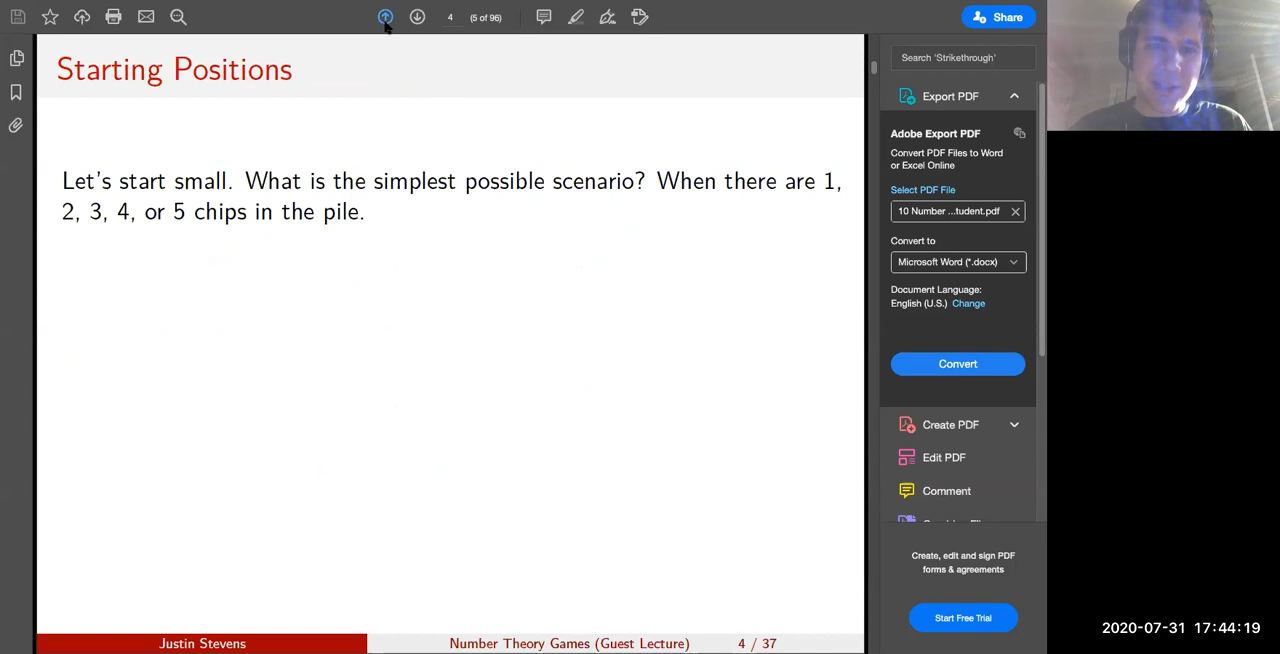 4 (5 of 96)
Share
Starting Positions
Let's start small. What is the simplest possible scenario? When there are 1,
2, 3, 4, or 5 chips in the pile.
Justin Stevens
Number Theory Games (Guest Lecture)
4 / 37
Search 'Strikethrough'
Export PDF
Adobe Export PDF
Convert PDF Files to Word
or Excel Online
Select PDF File
10 Number ...tudent.pdf
Convert to
Microsoft Word (*.docx)
Document Language:
English (U.S.) Change
Convert
Create PDF
Edit PDF
Comment
Create, edit and sign PDF
forms & agreements
Start Free Trial
2020-07-31 17:44:19